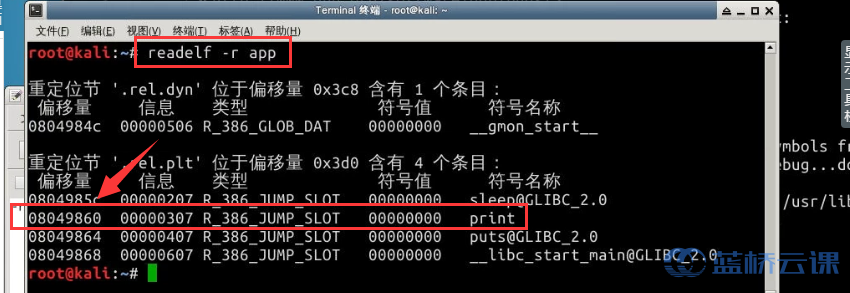 Terminal 终端 - root@kali: ~
文件(F) 编辑(E) 视图(V) 终端(T) 标签(A) 帮助(H)
root@kali:~# readelf -r app
重定位节 '.rel.dyn' 位于偏移量 0x3c8 含有 1 个条目：
偏移量 信息 类型 符号值 符号名称
0804984c 00000506 R_386_GLOB_DAT 00000000 __gmon_start__
重定位节 '.rel.plt' 位于偏移量 0x3d0 含有 4 个条目：
偏移量 信息 类型 符号值 符号名称
0804985c 00000207 R_386_JUMP_SLOT 00000000 sleep@GLIBC_2.0
08049860 00000307 R_386_JUMP_SLOT 00000000 print
08049864 00000407 R_386_JUMP_SLOT 00000000 puts@GLIBC_2.0
08049868 00000607 R_386_JUMP_SLOT 00000000 __libc_start_main@GLIBC_2.0
root@kali:~#
ymbols fr
ebug...do
/usr/lib
蓝桥云课